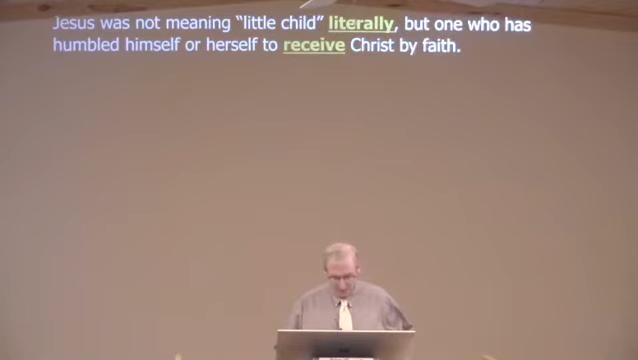 Jesus was not meaning “little child” literally, but one who has
humbled himself or herself to receive Christ by faith.